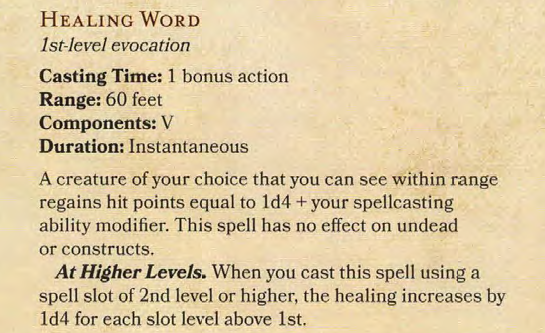 HEALING WORD
1st-level evocation
Casting Time: 1 bonus action
Range: 60 feet
Components: V
Duration: Instantaneous
A creature of your choice that you can see within range
regains hit points equal to 1d4 + your spellcasting
ability modifier. This spell has no effect on undead
or constructs.
At Higher Levels. When you cast this spell using a
spell slot of 2nd level or higher, the healing increases by
1d4 for each slot level above 1st.